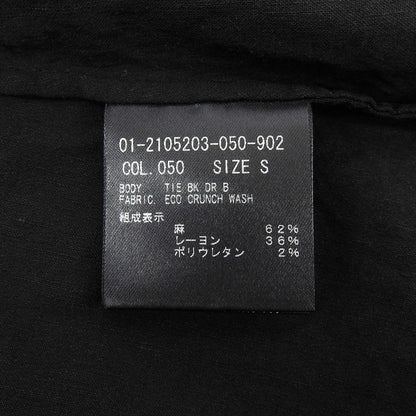 01-2105203-050-902
COL.050 SIZE S
BODY TIE BK DR B
FABRIC. ECO CRUNCH WASH
組成表示
麻 62%
レーヨン 36%
ポリウレタン 2%